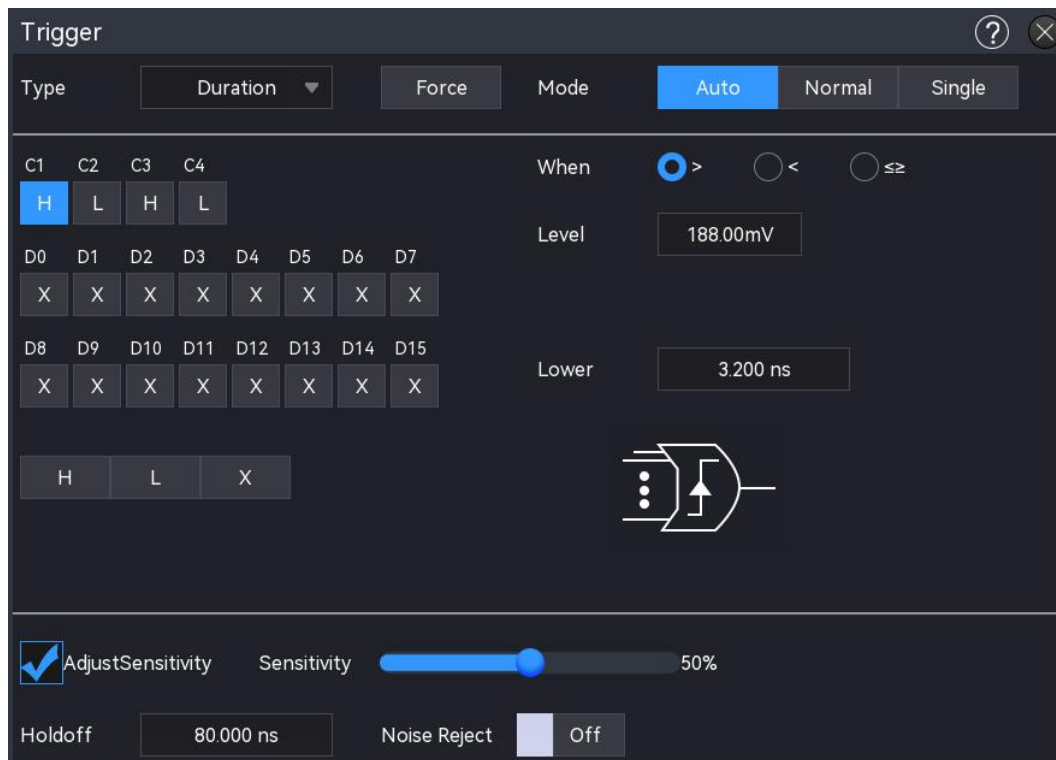 Trigger
Type Duration Force Mode Auto Normal Single
C1 C2 C3 C4 When > < ≤≥
H L H L
Level 188.00mV
D0 D1 D2 D3 D4 D5 D6 D7
X X X X X X X X
D8 D9 D10 D11 D12 D13 D14 D15
X X X X X X X X
Lower 3.200 ns
H L X
AdjustSensitivity Sensitivity 50%
Holdoff 80.000 ns Noise Reject Off